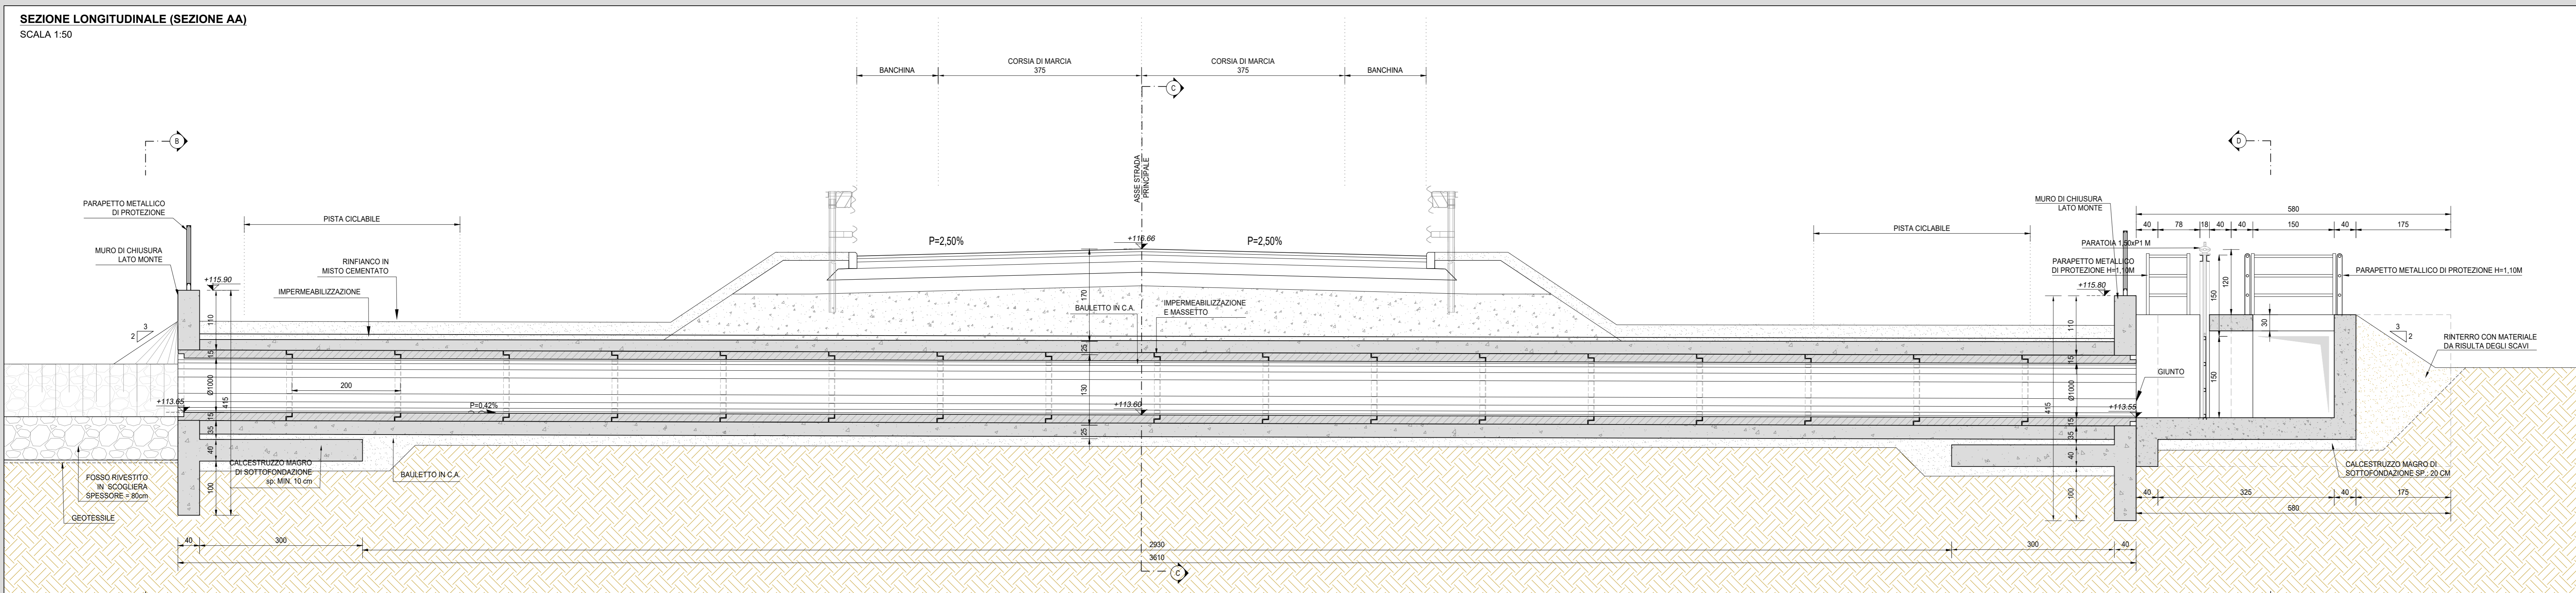 SEZIONE LONGITUDINALE (SEZIONE AA)
SCALA 1:50
BANCHINA
CORSIA DI MARCIA
375
CORSIA DI MARCIA
375
BANCHINA
C
B
D
ASSE STRADA
PRINCIPALE
PARAPETTO METALLICO
DI PROTEZIONE
PISTA CICLABILE
MURO DI CHIUSURA
LATO MONTE
+115.90
RINFIANCO IN
MISTO CEMENTATO
IMPERMEABILIZZAZIONE
P=2,50%
+116.66
P=2,50%
PISTA CICLABILE
MURO DI CHIUSURA
LATO MONTE
580
40
78
18
40
40
150
40
175
PARATOIA 1,50xP1 M
PARAPETTO METALLICO
DI PROTEZIONE H=1,10M
PARAPETTO METALLICO DI PROTEZIONE H=1,10M
+115.80
3
2
110
15
Ø1000
15
35
40
100
415
200
+113.65
P=0.42%
170
25
130
25
BAULETTO IN C.A.
IMPERMEABILIZZAZIONE
E MASSETTO
+113.60
110
15
Ø1000
15
35
40
100
415
150
120
30
150
3
2
RINTERRO CON MATERIALE
DA RISULTA DEGLI SCAVI
GIUNTO
+113.55
FOSSO RIVESTITO
IN SCOGLIERA
SPESSORE = 80cm
GEOTESSILE
CALCESTRUZZO MAGRO
DI SOTTOFONDAZIONE
sp. MIN. 10 cm
BAULETTO IN C.A.
CALCESTRUZZO MAGRO DI
SOTTOFONDAZIONE SP.: 20 CM
40
325
40
175
580
40
300
2930
300
40
3610
C